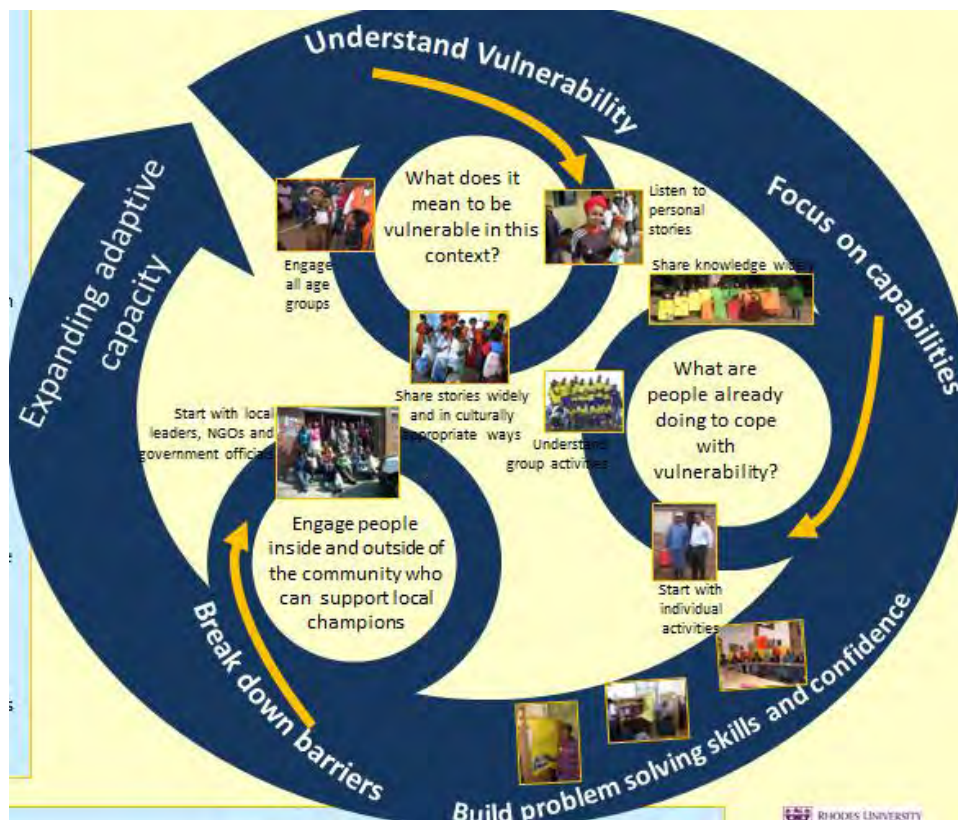 Understand Vulnerability
Focus on capabilities
Build problem solving skills and confidence
Break down barriers
Expanding adaptive
capacity
What does it
mean to be
vulnerable in this
context?
Engage
all age
groups
Listen to
personal
stories
Share stories widely
and in culturally
appropriate ways
Share knowledge widely
What are
people already
doing to cope
with
vulnerability?
Understand
group activities
Start with
individual
activities
Start with local
leaders, NGOs and
government officials
Engage people
inside and outside of
the community who
can support local
champions
RHODES UNIVERSITY